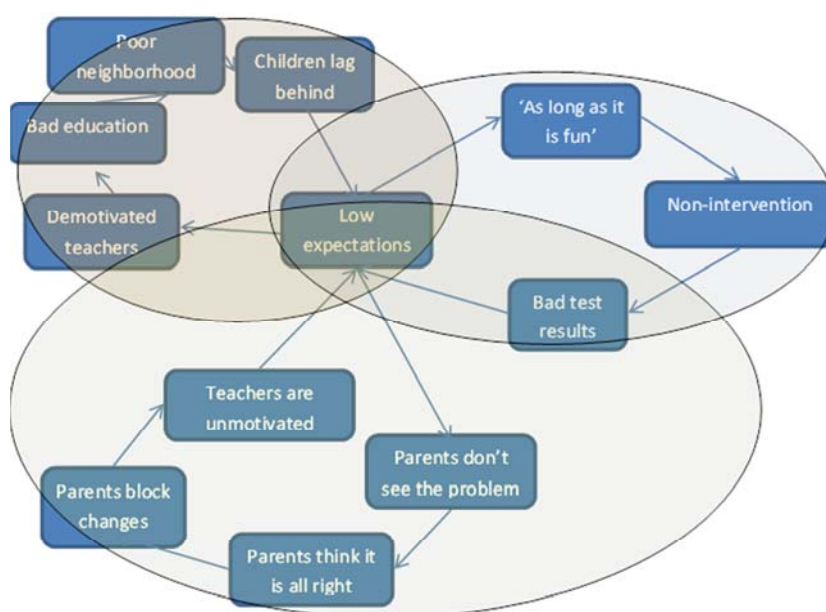 Poor
neighborhood
Children lag
behind
'As long as it
is fun'
Bad education
Non-intervention
Demotivated
teachers
Low
expectations
Bad test
results
Teachers are
unmotivated
Parents don't
see the problem
Parents block
changes
Parents think it
is all right